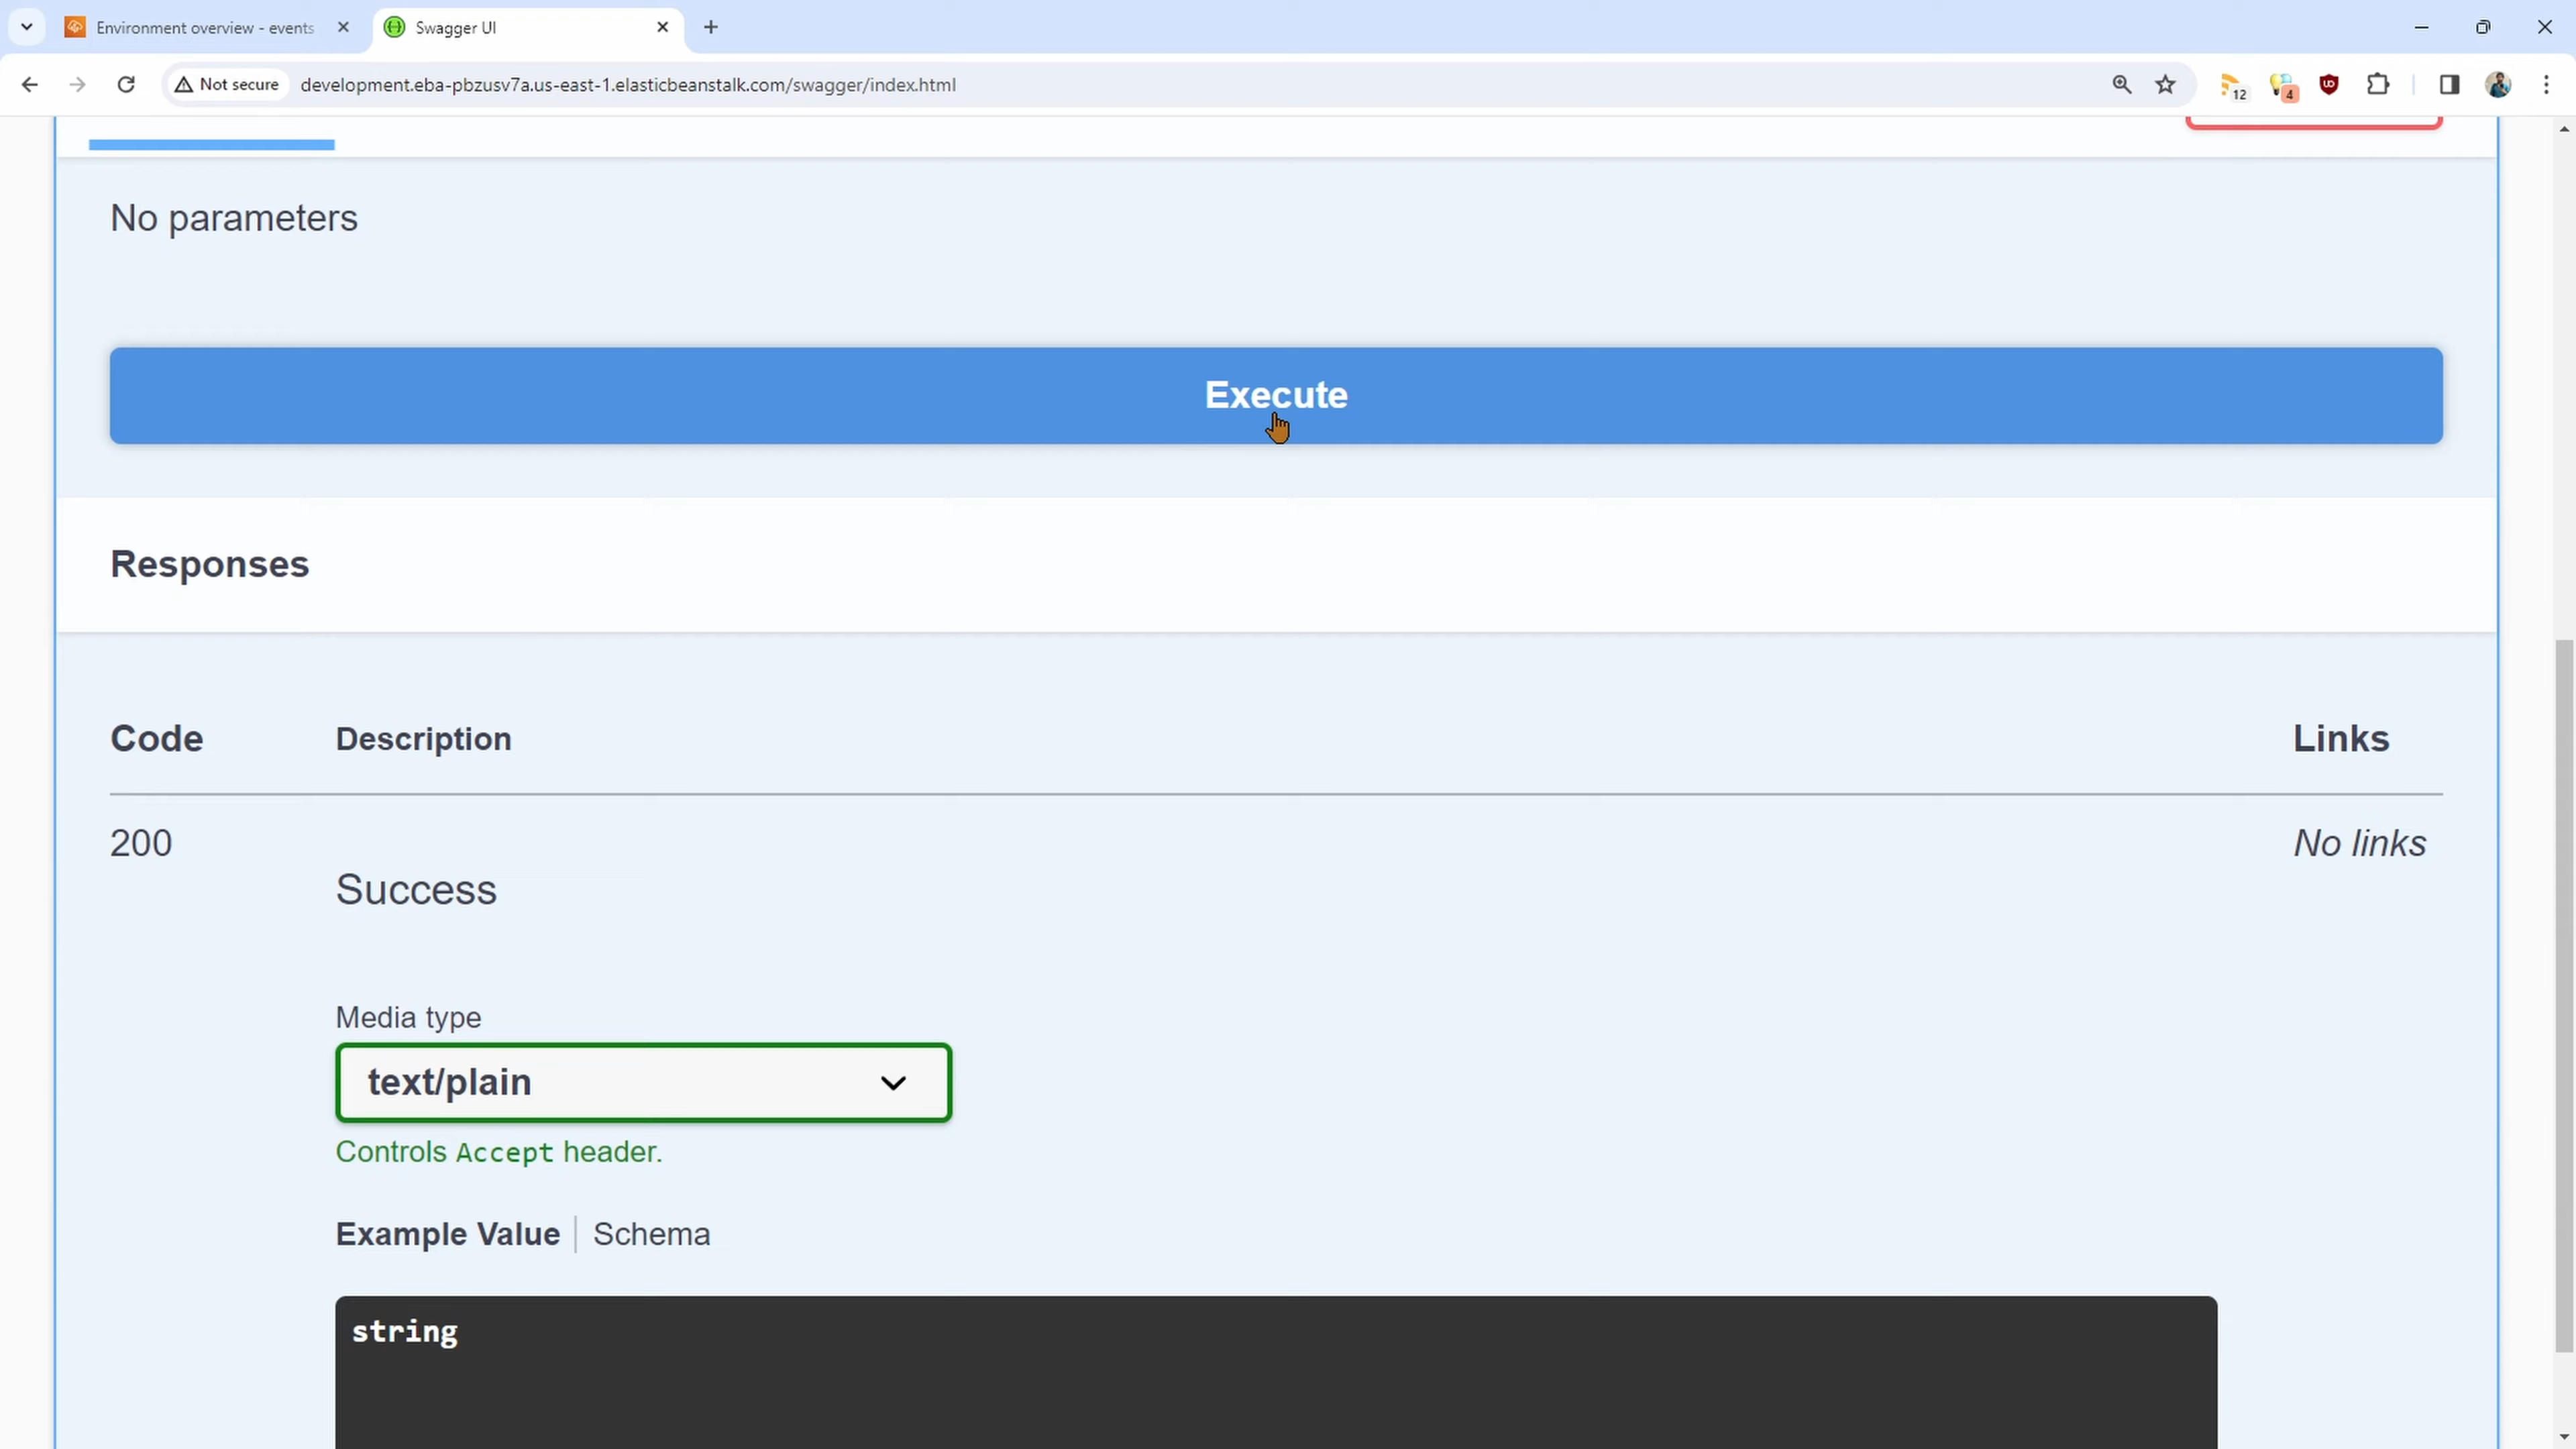 Environment overview - events
Swagger UI
Not secure
development.eba-pbzusv7a.us-east-1.elasticbeanstalk.com/swagger/index.html
12
4
No parameters
Execute
Responses
Code
Description
Links
200
No links
Success
Media type
text/plain
Controls Accept header.
Example Value
Schema
string